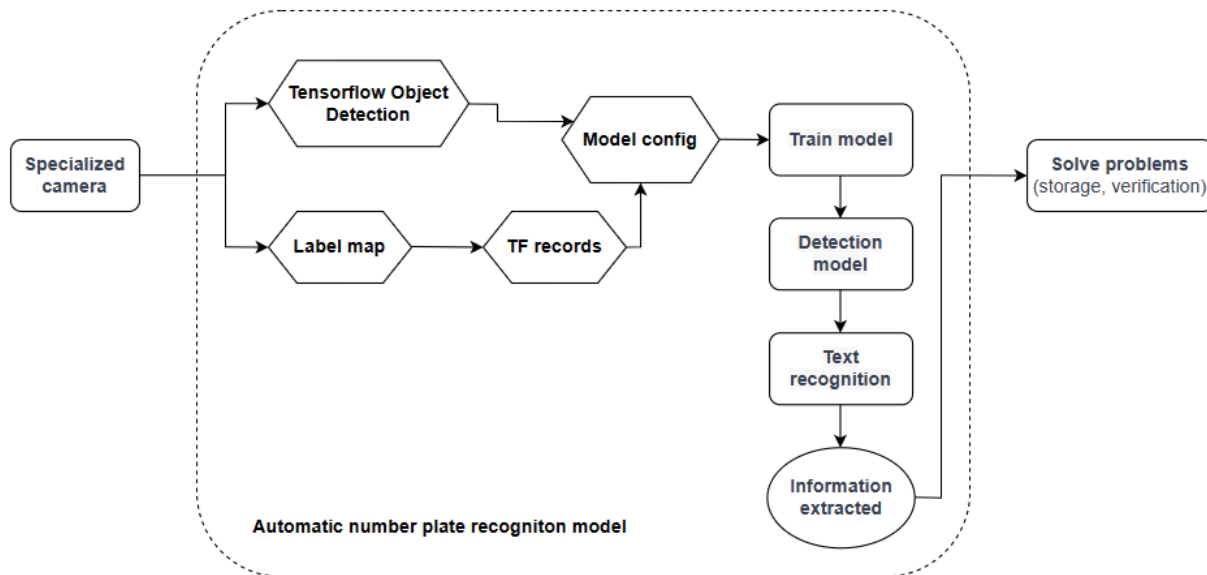 Specialized
camera
Tensorflow Object
Detection
Label map
TF records
Model config
Train model
Detection
model
Text
recognition
Information
extracted
Solve problems
(storage, verification)
Automatic number plate recogniton model